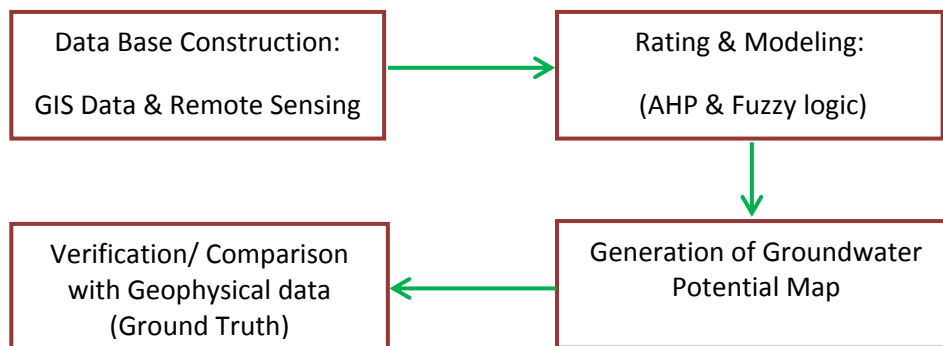 Data Base Construction:
GIS Data & Remote Sensing
Rating & Modeling:
(AHP & Fuzzy logic)
Generation of Groundwater
Potential Map
Verification/ Comparison
with Geophysical data
(Ground Truth)